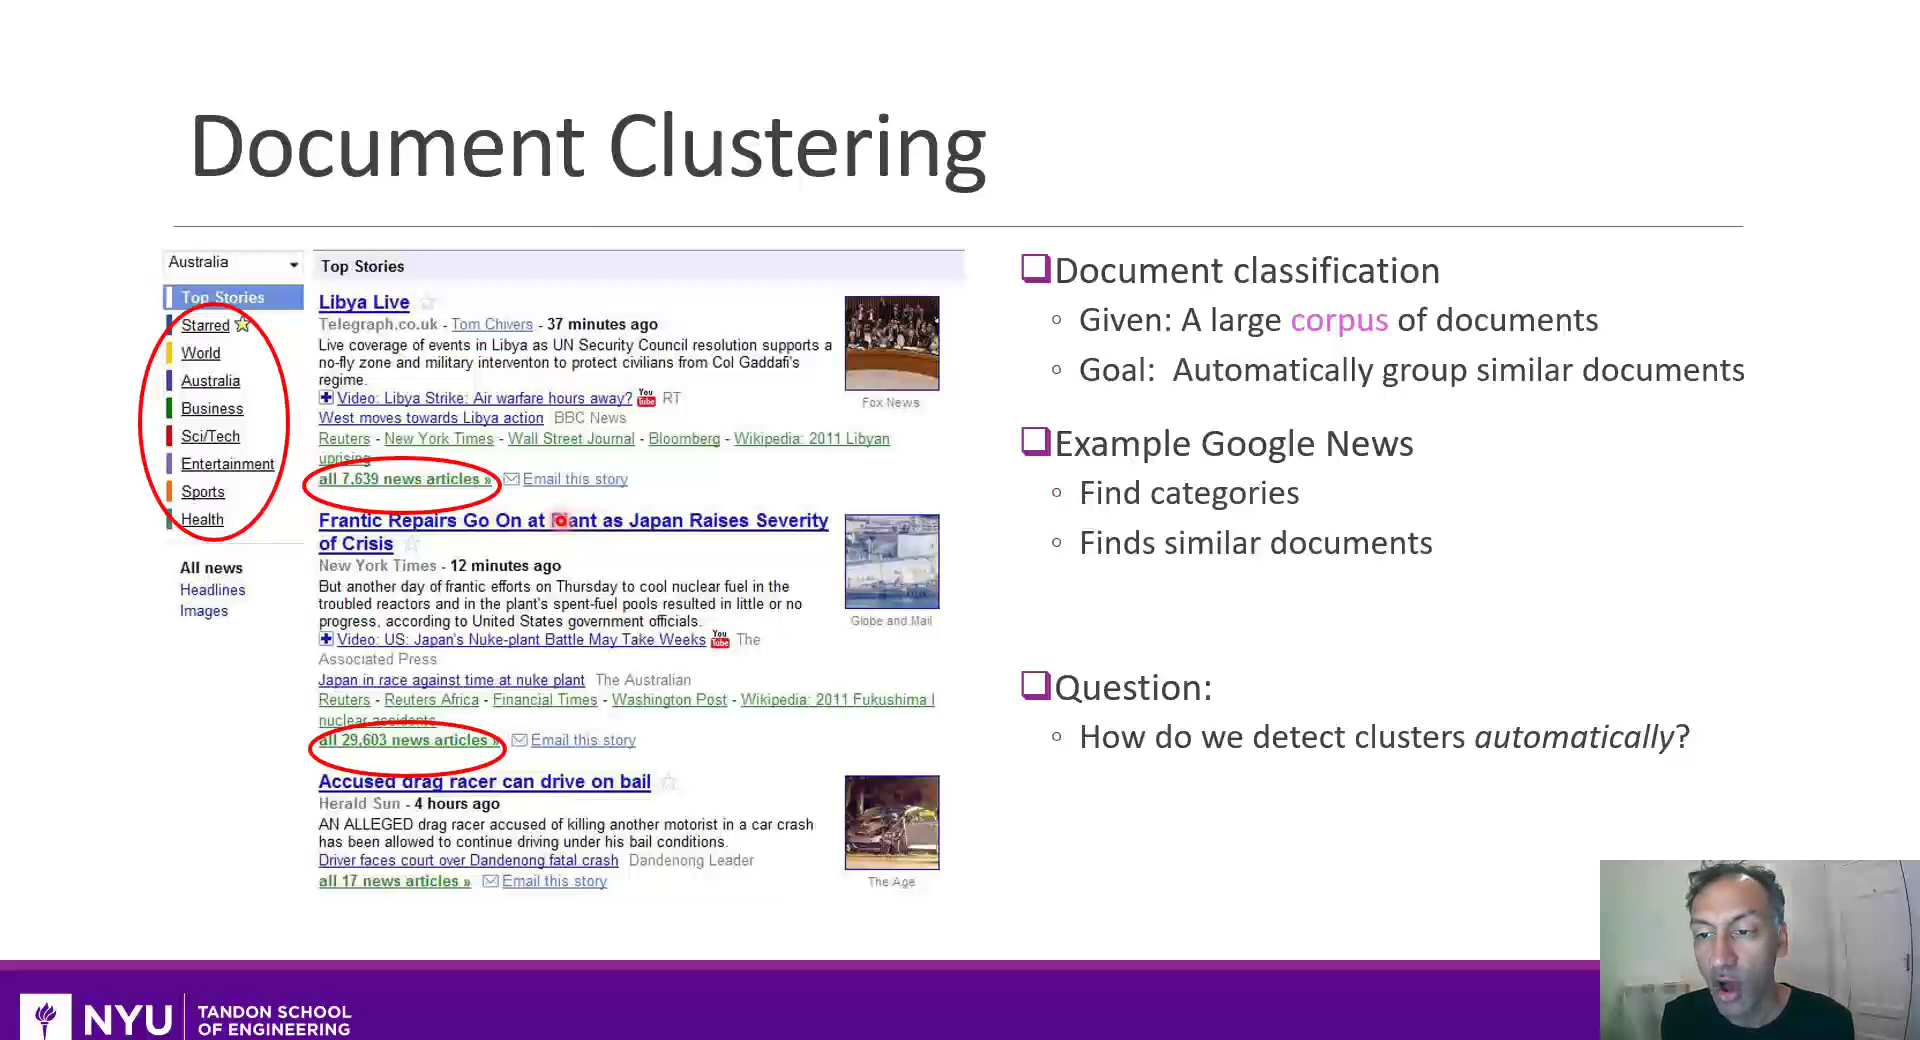 Document Clustering
Australia
Top Stories
Starred
World
Australia
Business
Sci/Tech
Entertainment
Sports
Health
All news
Headlines
Images
Top Stories
Libya Live
Telegraph.co.uk - Tom Chivers - 37 minutes ago
Live coverage of events in Libya as UN Security Council resolution supports a
no-fly zone and military interventon to protect civilians from Col Gaddafi's
regime.
Video: Libya Strike: Air warfare hours away? You Tube RT
West moves towards Libya action BBC News
Reuters - New York Times - Wall Street Journal - Bloomberg - Wikipedia: 2011 Libyan
uprising
all 7,639 news articles » Email this story
Fox News
Frantic Repairs Go On at Plant as Japan Raises Severity
of Crisis
New York Times - 12 minutes ago
But another day of frantic efforts on Thursday to cool nuclear fuel in the
troubled reactors and in the plant's spent-fuel pools resulted in little or no
progress, according to United States government officials.
Video: US: Japan's Nuke-plant Battle May Take Weeks You Tube The
Associated Press
Japan in race against time at nuke plant The Australian
Reuters - Reuters Africa - Financial Times - Washington Post - Wikipedia: 2011 Fukushima I
nuclear accidents
all 29,603 news articles » Email this story
Globe and Mail
Accused drag racer can drive on bail
Herald Sun - 4 hours ago
AN ALLEGED drag racer accused of killing another motorist in a car crash
has been allowed to continue driving under his bail conditions.
Driver faces court over Dandenong fatal crash Dandenong Leader
all 17 news articles » Email this story
The Age
Document classification
Given: A large corpus of documents
Goal: Automatically group similar documents
Example Google News
Find categories
Finds similar documents
Question:
How do we detect clusters automatically?
NYU
TANDON SCHOOL
OF ENGINEERING